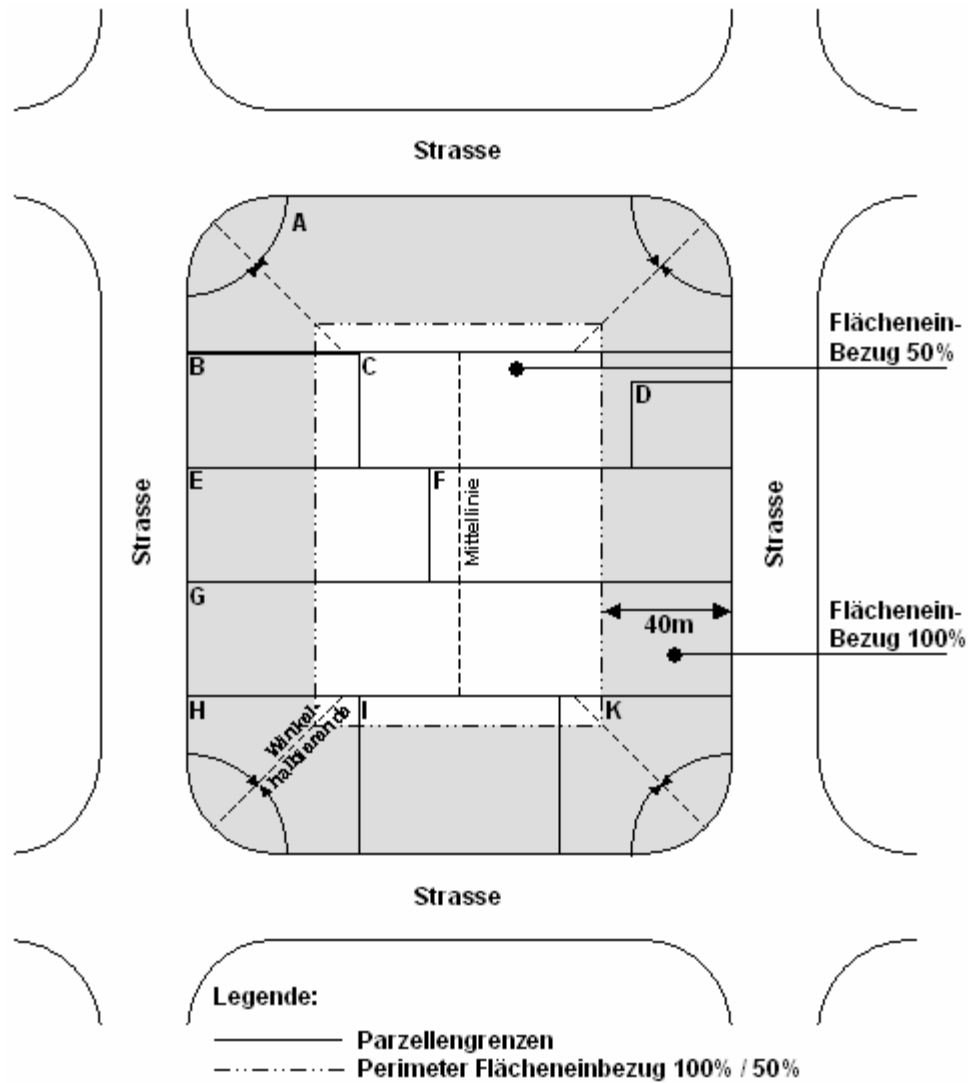 Strasse
A
Flächenein-
Bezug 50%
B
C
D
E
F
Mittellinie
Strasse
Strasse
G
40m
Flächenein-
Bezug 100%
H
Winkel-
halbierende
I
K
Strasse
Legende:
Parzellengrenzen
Perimeter Flächeneinbezug 100% / 50%